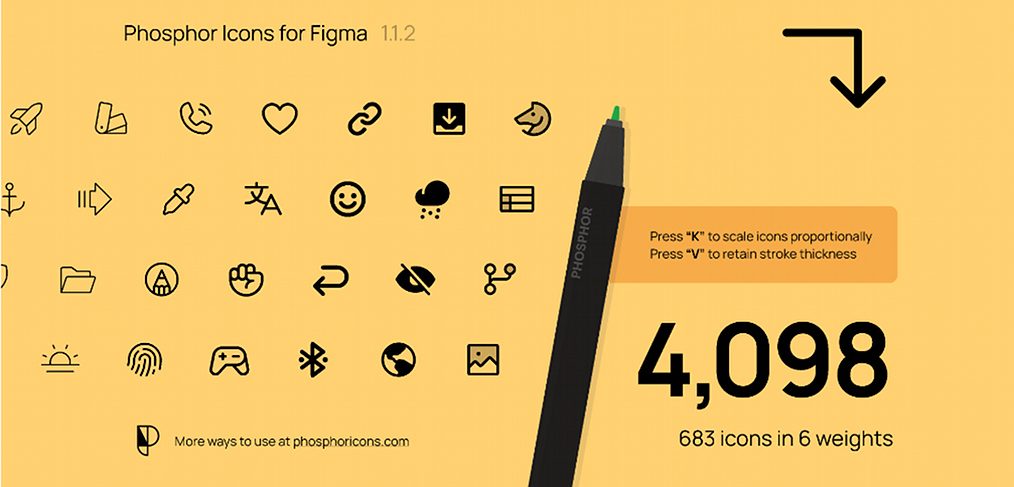 Phosphor Icons for Figma 1.1.2
PHOSPHOR
Press “K” to scale icons proportionally
Press “V” to retain stroke thickness
4,098
683 icons in 6 weights
More ways to use at phosphoricons.com